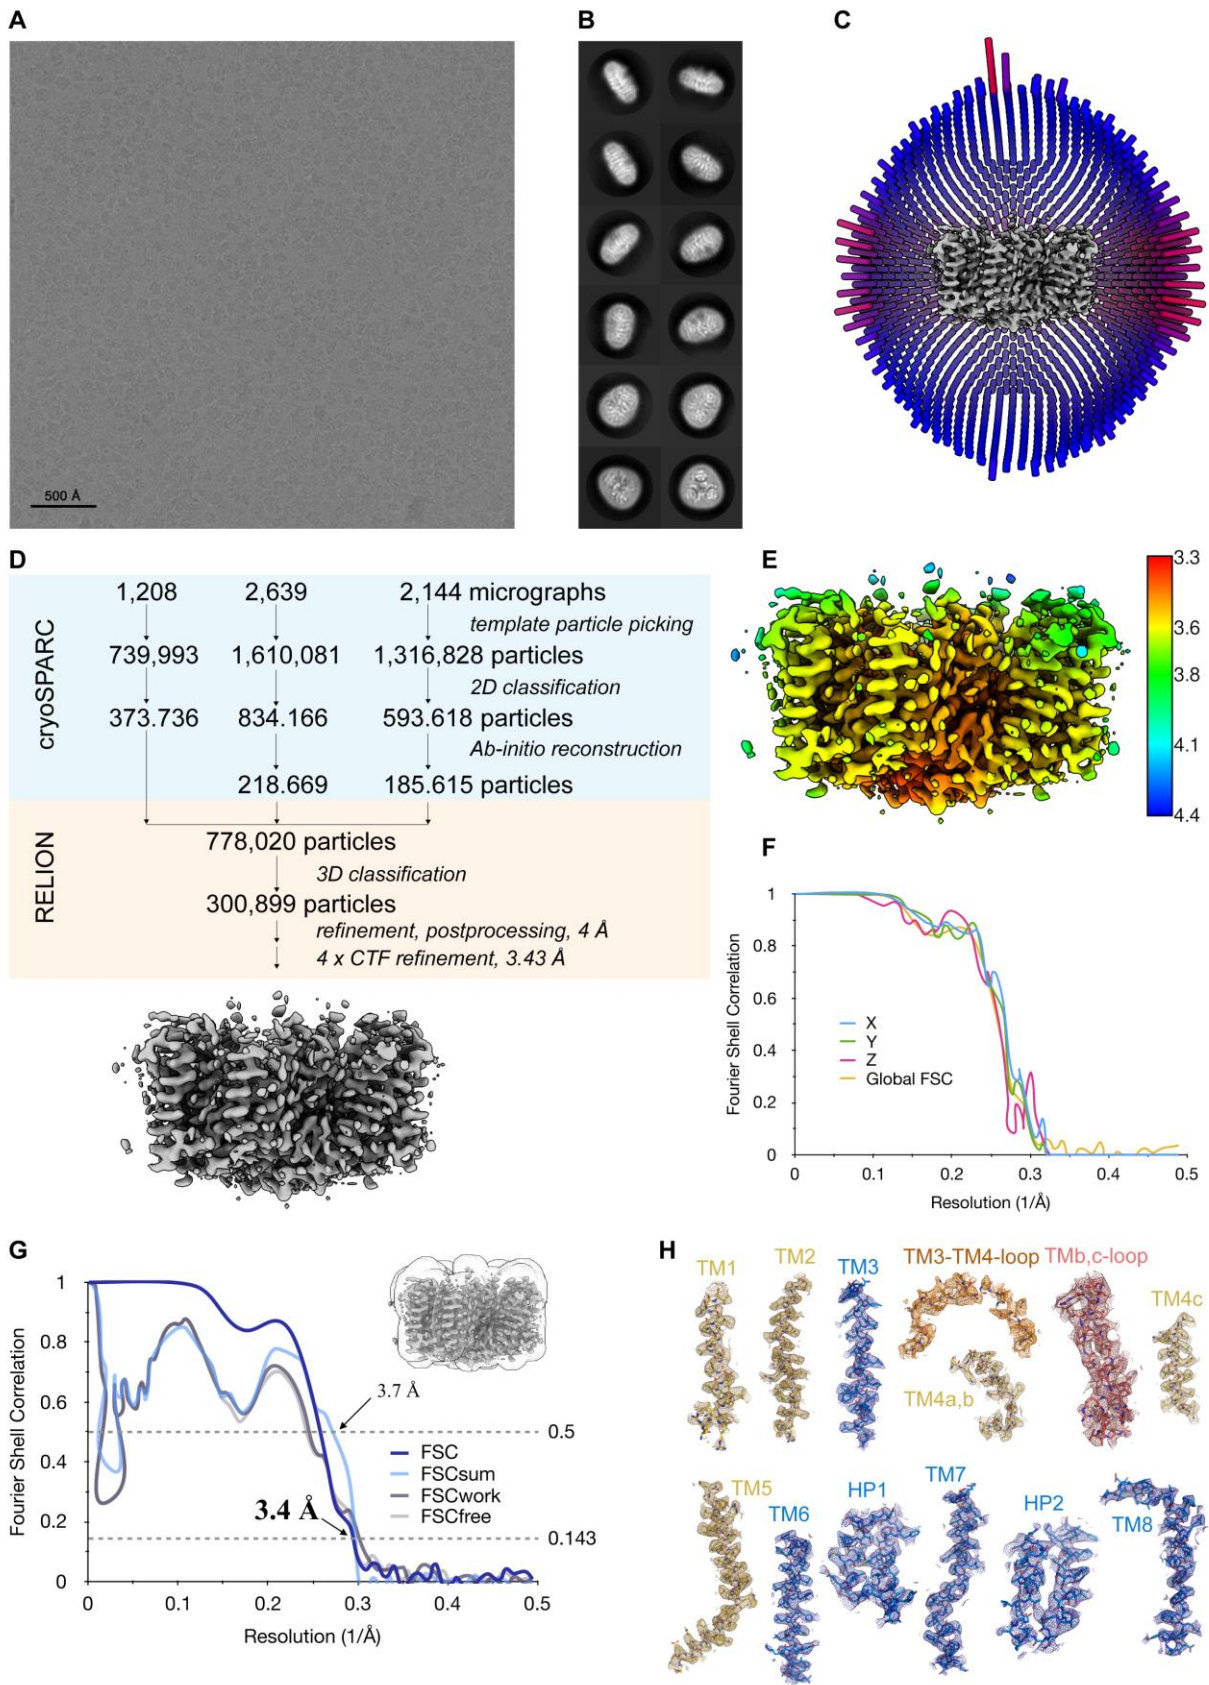 A
B
C
500 Å
D
cryoSPARC
1,208 2,639 2,144 micrographs
template particle picking
739,993 1,610,081 1,316,828 particles
2D classification
373.736 834.166 593.618 particles
Ab-initio reconstruction
218.669 185.615 particles
RELION
778,020 particles
3D classification
300,899 particles
refinement, postprocessing, 4 Å
4 x CTF refinement, 3.43 Å
E
3.3
3.6
3.8
4.1
4.4
F
Fourier Shell Correlation
1
0.8
0.6
0.4
0.2
0
X
Y
Z
Global FSC
0 0.1 0.2 0.3 0.4 0.5
Resolution (1/Å)
G
Fourier Shell Correlation
1
0.8
0.6
0.4
0.2
0
3.7 Å
0.5
FSC
FSCsum
FSCwork
FSCfree
3.4 Å
0.143
0 0.1 0.2 0.3 0.4 0.5
Resolution (1/Å)
H
TM1 TM2 TM3 TM3-TM4-loop TMb,c-loop
TM4c
TM4a,b
TM5 TM6 HP1 TM7 HP2 TM8